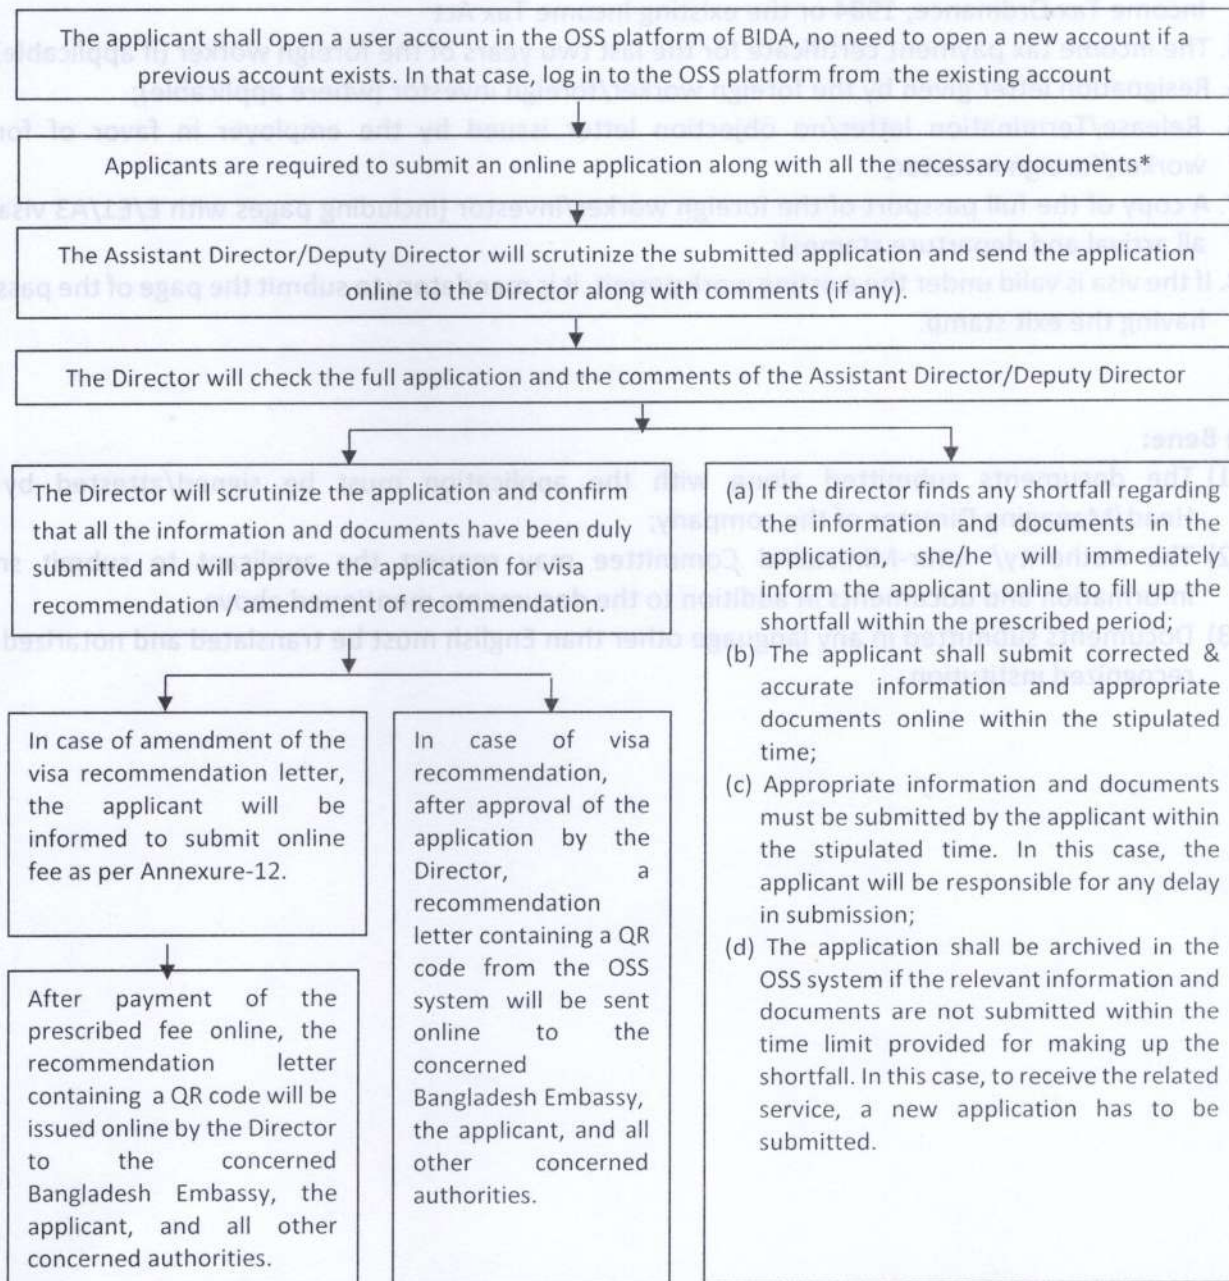 The applicant shall open a user account in the OSS platform of BIDA, no need to open a new account if a
previous account exists. In that case, log in to the OSS platform from the existing account
Applicants are required to submit an online application along with all the necessary documents*
The Assistant Director/Deputy Director will scrutinize the submitted application and send the application
online to the Director along with comments (if any).
The Director will check the full application and the comments of the Assistant Director/Deputy Director
The Director will scrutinize the application and confirm
that all the information and documents have been duly
submitted and will approve the application for visa
recommendation / amendment of recommendation.
In case of amendment of the
visa recommendation letter,
the applicant will be
informed to submit online
fee as per Annexure-12.
After payment of the
prescribed fee online, the
recommendation letter
containing a QR code will be
issued online by the Director
to the concerned
Bangladesh Embassy, the
applicant, and all other
concerned authorities.
In case of visa
recommendation,
after approval of the
application by the
Director, a
recommendation
letter containing a QR
code from the OSS
system will be sent
online to the
concerned
Bangladesh Embassy,
the applicant, and all
other concerned
authorities.
(a) If the director finds any shortfall regarding
the information and documents in the
application, she/he will immediately
inform the applicant online to fill up the
shortfall within the prescribed period;
(b) The applicant shall submit corrected &
accurate information and appropriate
documents online within the stipulated
time;
(c) Appropriate information and documents
must be submitted by the applicant within
the stipulated time. In this case, the
applicant will be responsible for any delay
in submission;
(d) The application shall be archived in the
OSS system if the relevant information and
documents are not submitted within the
time limit provided for making up the
shortfall. In this case, to receive the related
service, a new application has to be
submitted.